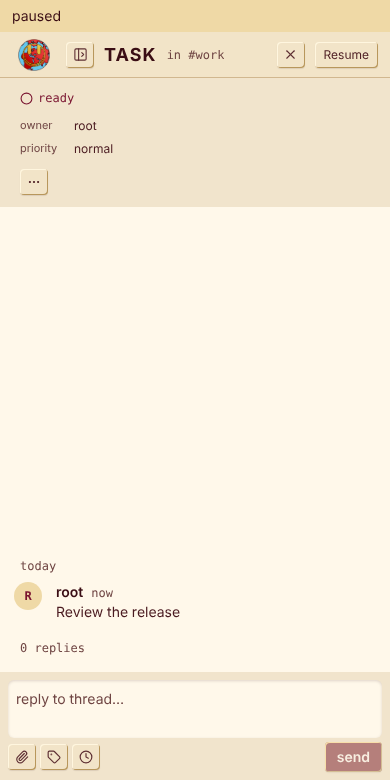 paused
TASK in #work Resume
ready
owner root
priority normal
today
R root now
Review the release
0 replies
reply to thread...
send